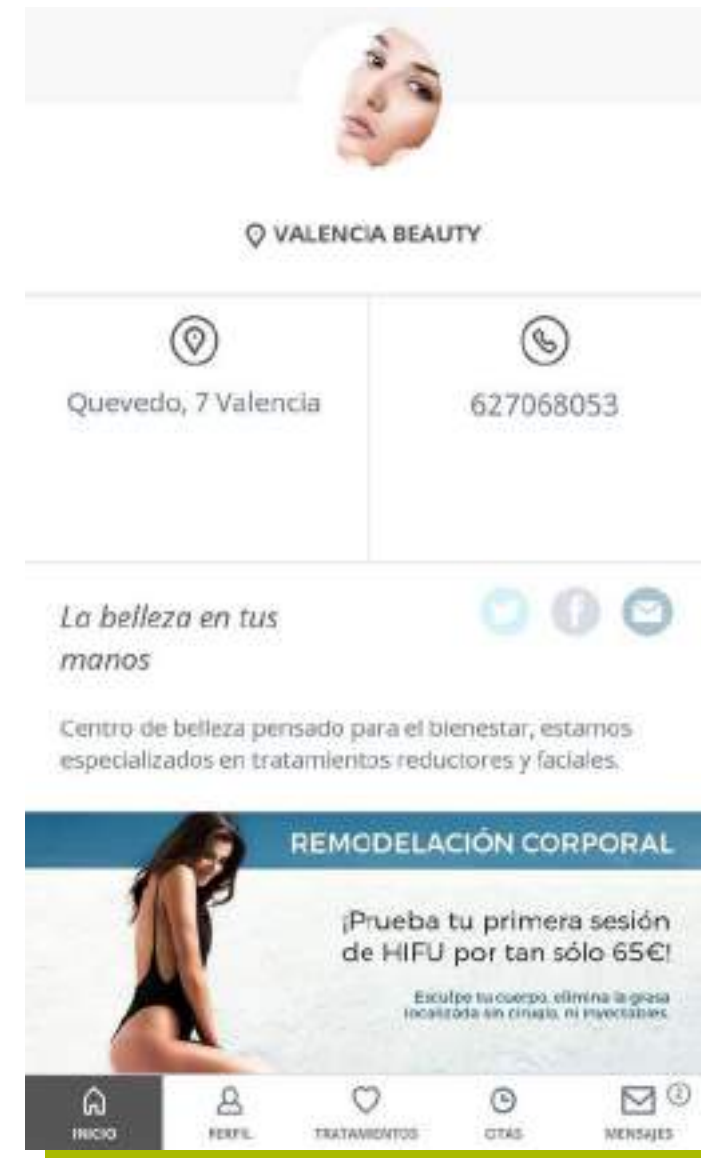 VALENCIA BEAUTY
Quevedo, 7 Valencia
627068053
La belleza en tus
manos
Centro de belleza pensado para el bienestar, estamos
especializados en tratamientos reductores y faciales.
REMODELACIÓN CORPORAL
¡Prueba tu primera sesión
de HIFU por tan sólo 65€!
Esculpe tu cuerpo, elimina la grasa
localizada sin cirugía, ni inyectables.
INICIO
PERFIL
TRATAMIENTOS
CITAS
MENSAJES
2